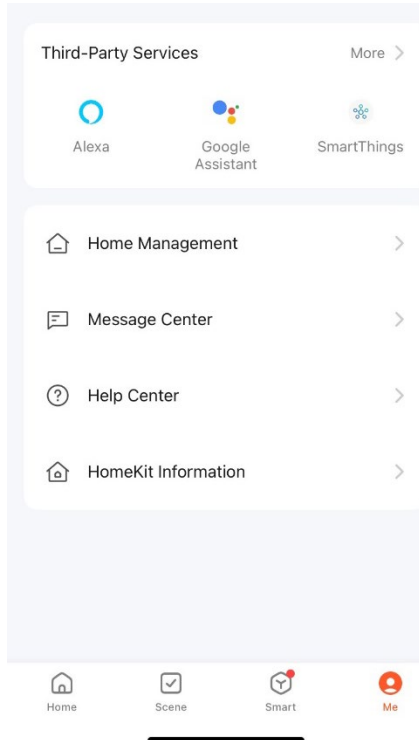 Third-Party Services More
Alexa Google Assistant SmartThings
Home Management
Message Center
Help Center
HomeKit Information
Home Scene Smart Me